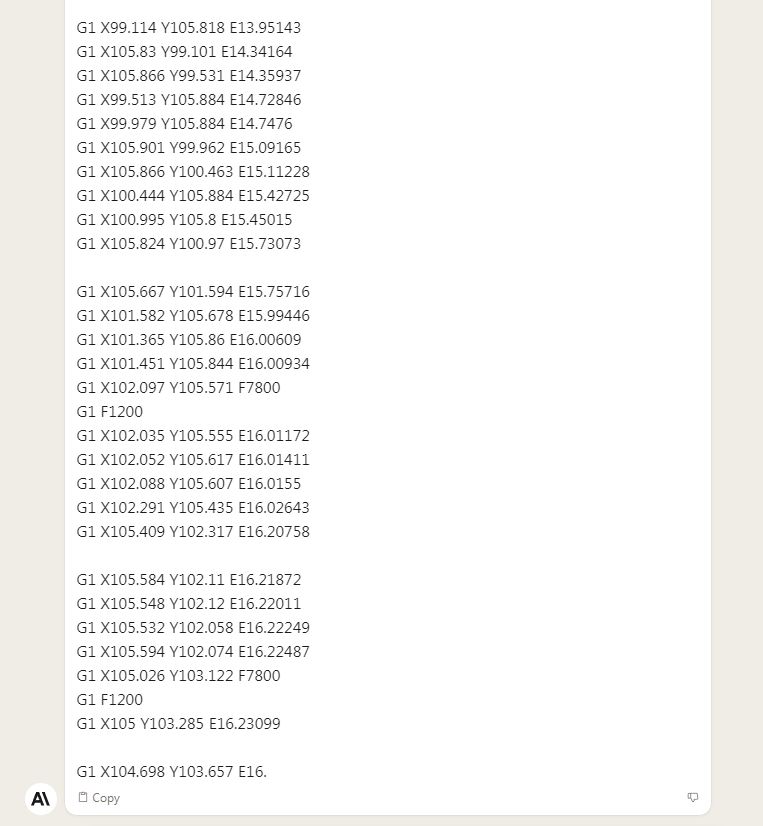 G1 X99.114 Y105.818 E13.95143
G1 X105.83 Y99.101 E14.34164
G1 X105.866 Y99.531 E14.35937
G1 X99.513 Y105.884 E14.72846
G1 X99.979 Y105.884 E14.7476
G1 X105.901 Y99.962 E15.09165
G1 X105.866 Y100.463 E15.11228
G1 X100.444 Y105.884 E15.42725
G1 X100.995 Y105.8 E15.45015
G1 X105.824 Y100.97 E15.73073
G1 X105.667 Y101.594 E15.75716
G1 X101.582 Y105.678 E15.99446
G1 X101.365 Y105.86 E16.00609
G1 X101.451 Y105.844 E16.00934
G1 X102.097 Y105.571 F7800
G1 F1200
G1 X102.035 Y105.555 E16.01172
G1 X102.052 Y105.617 E16.01411
G1 X102.088 Y105.607 E16.0155
G1 X102.291 Y105.435 E16.02643
G1 X105.409 Y102.317 E16.20758
G1 X105.584 Y102.11 E16.21872
G1 X105.548 Y102.12 E16.22011
G1 X105.532 Y102.058 E16.22249
G1 X105.594 Y102.074 E16.22487
G1 X105.026 Y103.122 F7800
G1 F1200
G1 X105 Y103.285 E16.23099
G1 X104.698 Y103.657 E16.
Copy